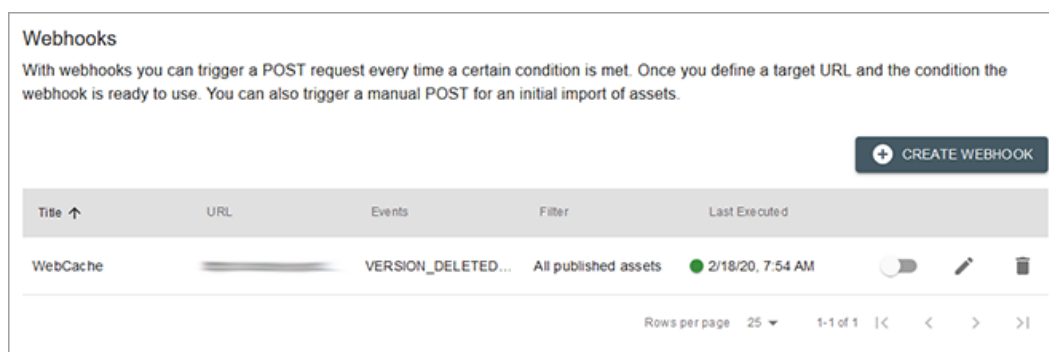 Webhooks
With webhooks you can trigger a POST request every time a certain condition is met. Once you define a target URL and the condition the
webhook is ready to use. You can also trigger a manual POST for an initial import of assets.
CREATE WEBHOOK
Title URL Events Filter Last Executed
WebCache VERSION_DELETED... All published assets 2/18/20, 7:54 AM
Rows per page 25 1-1 of 1